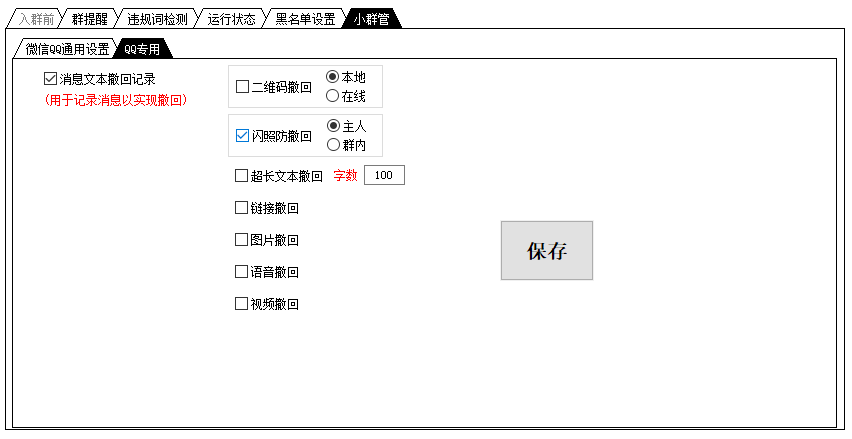 入群前 群提醒 违规词检测 运行状态 黑名单设置 小群管
微信QQ通用设置 QQ专用
消息文本撤回记录
(用于记录消息以实现撤回)
二维码撤回
本地
在线
闪照防撤回
主人
群内
超长文本撤回 字数 100
链接撤回
图片撤回
语音撤回
视频撤回
保存